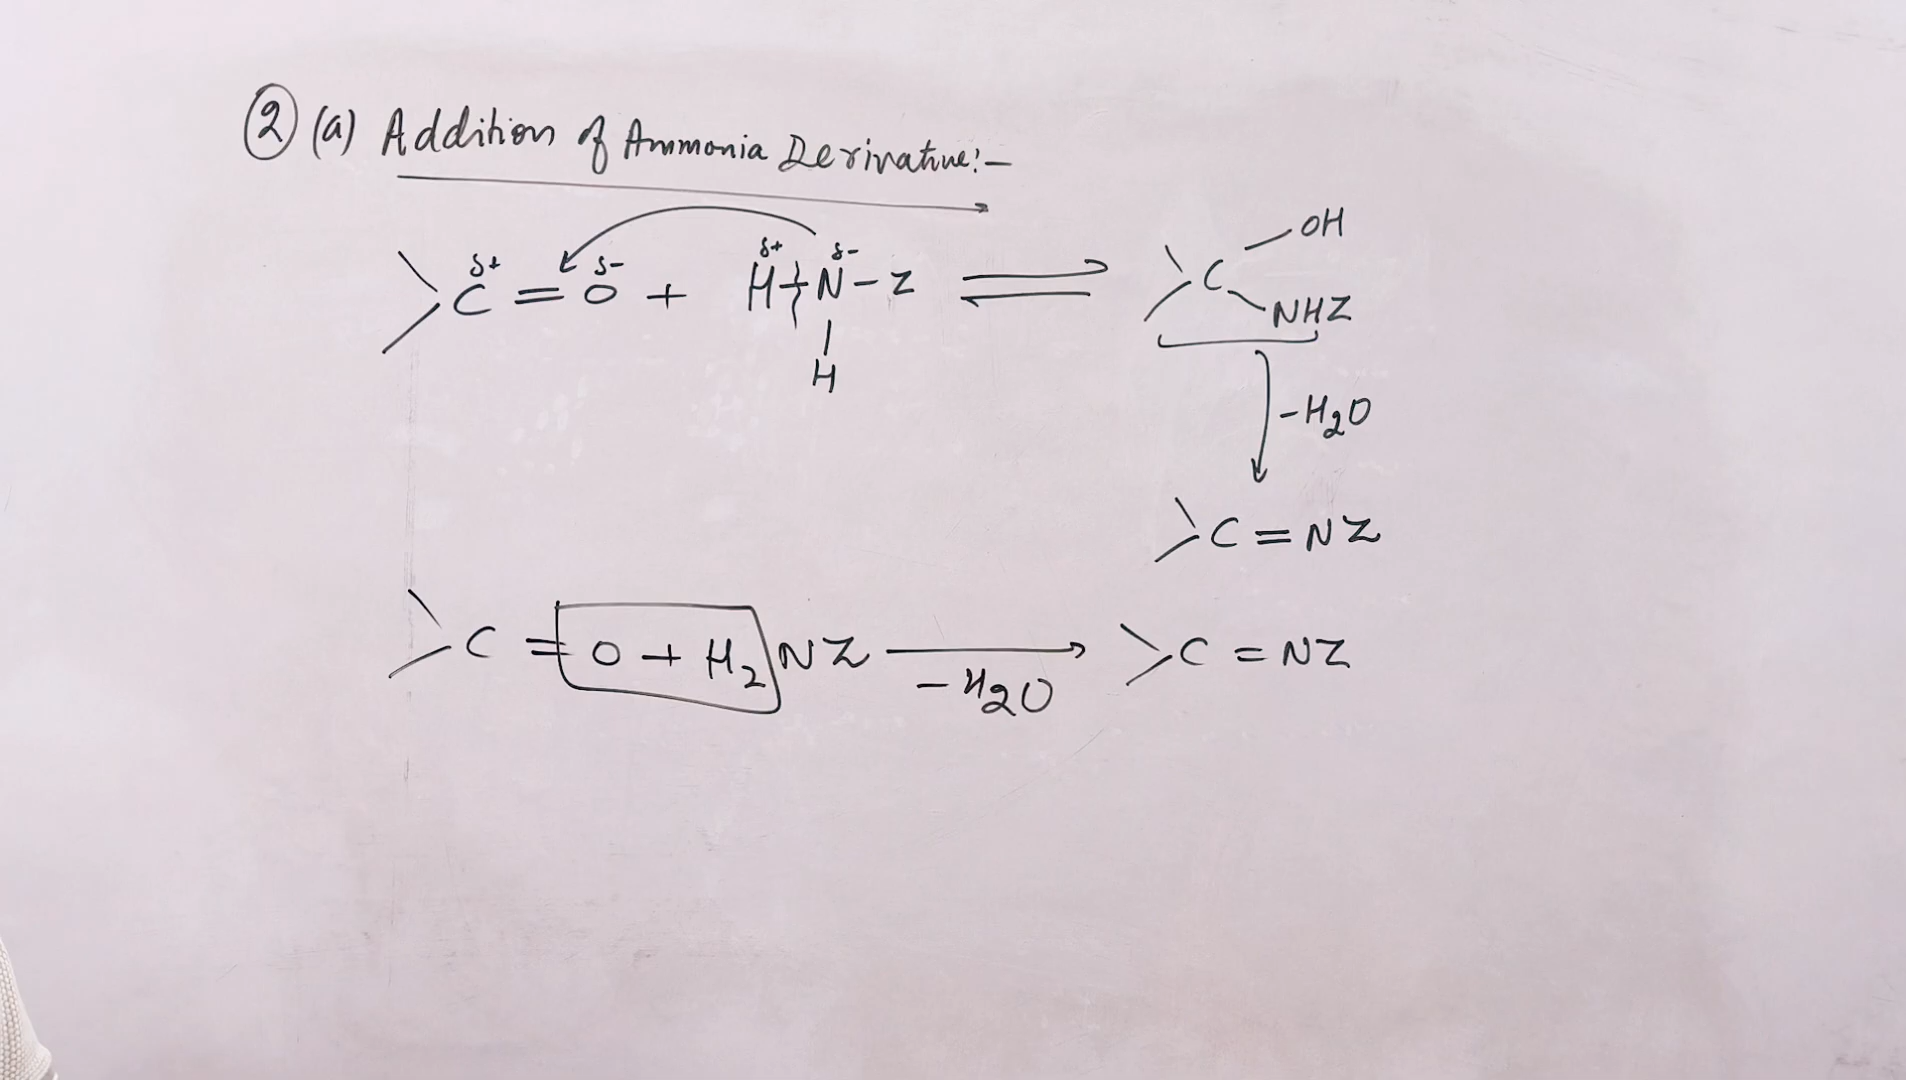 ② (a) Addition of Ammonia Derivative:-
δ+ δ- δ+ δ-
>C = O + H-N-Z ⇌ >C-OH
NHZ
H
-H2O
>C = NZ
>C = O + H2NZ → >C = NZ
-H2O